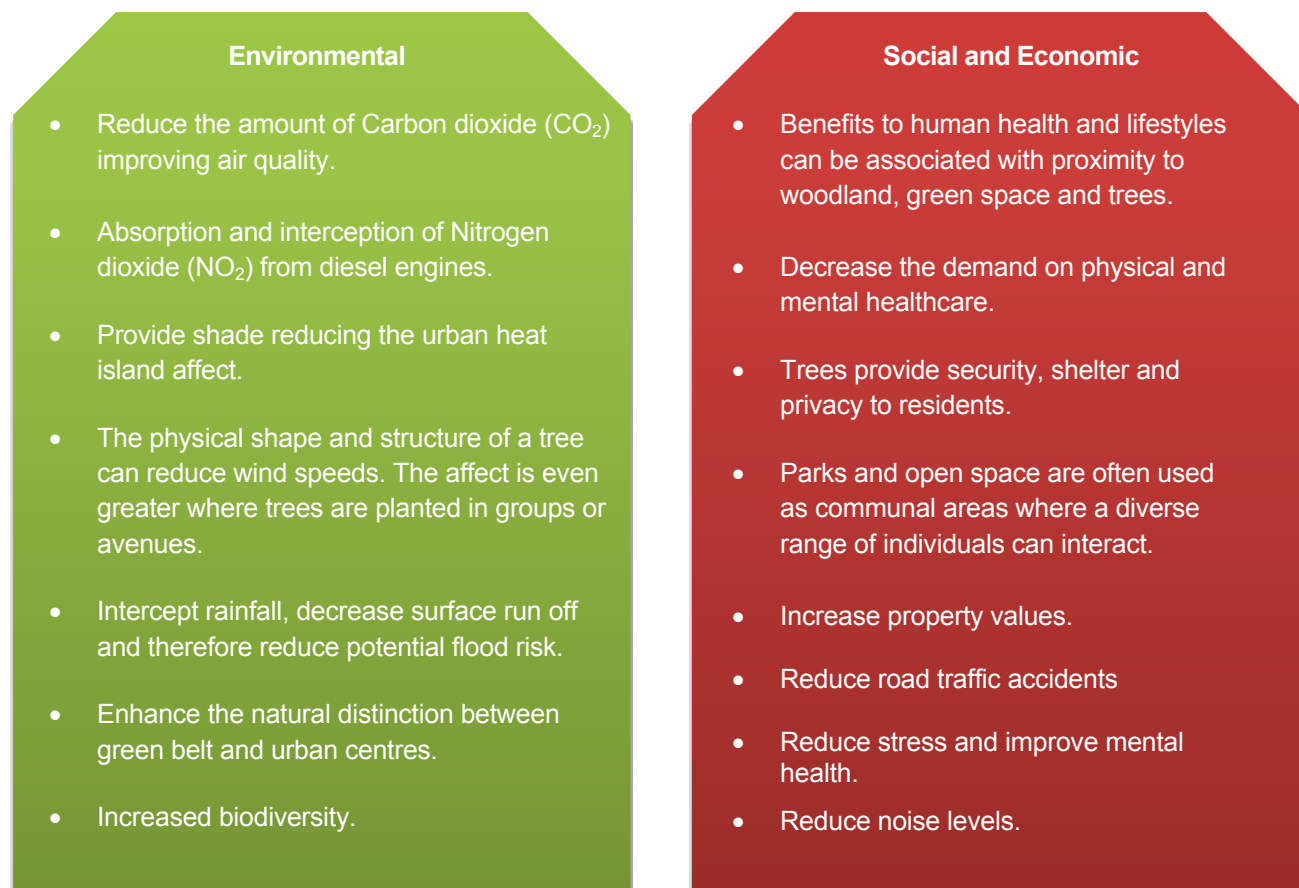 Environmental
• Reduce the amount of Carbon dioxide (CO₂)
improving air quality.
• Absorption and interception of Nitrogen
dioxide (NO₂) from diesel engines.
• Provide shade reducing the urban heat
island affect.
• The physical shape and structure of a tree
can reduce wind speeds. The affect is even
greater where trees are planted in groups or
avenues.
• Intercept rainfall, decrease surface run off
and therefore reduce potential flood risk.
• Enhance the natural distinction between
green belt and urban centres.
• Increased biodiversity.
Social and Economic
• Benefits to human health and lifestyles
can be associated with proximity to
woodland, green space and trees.
• Decrease the demand on physical and
mental healthcare.
• Trees provide security, shelter and
privacy to residents.
• Parks and open space are often used
as communal areas where a diverse
range of individuals can interact.
• Increase property values.
• Reduce road traffic accidents
• Reduce stress and improve mental
health.
• Reduce noise levels.